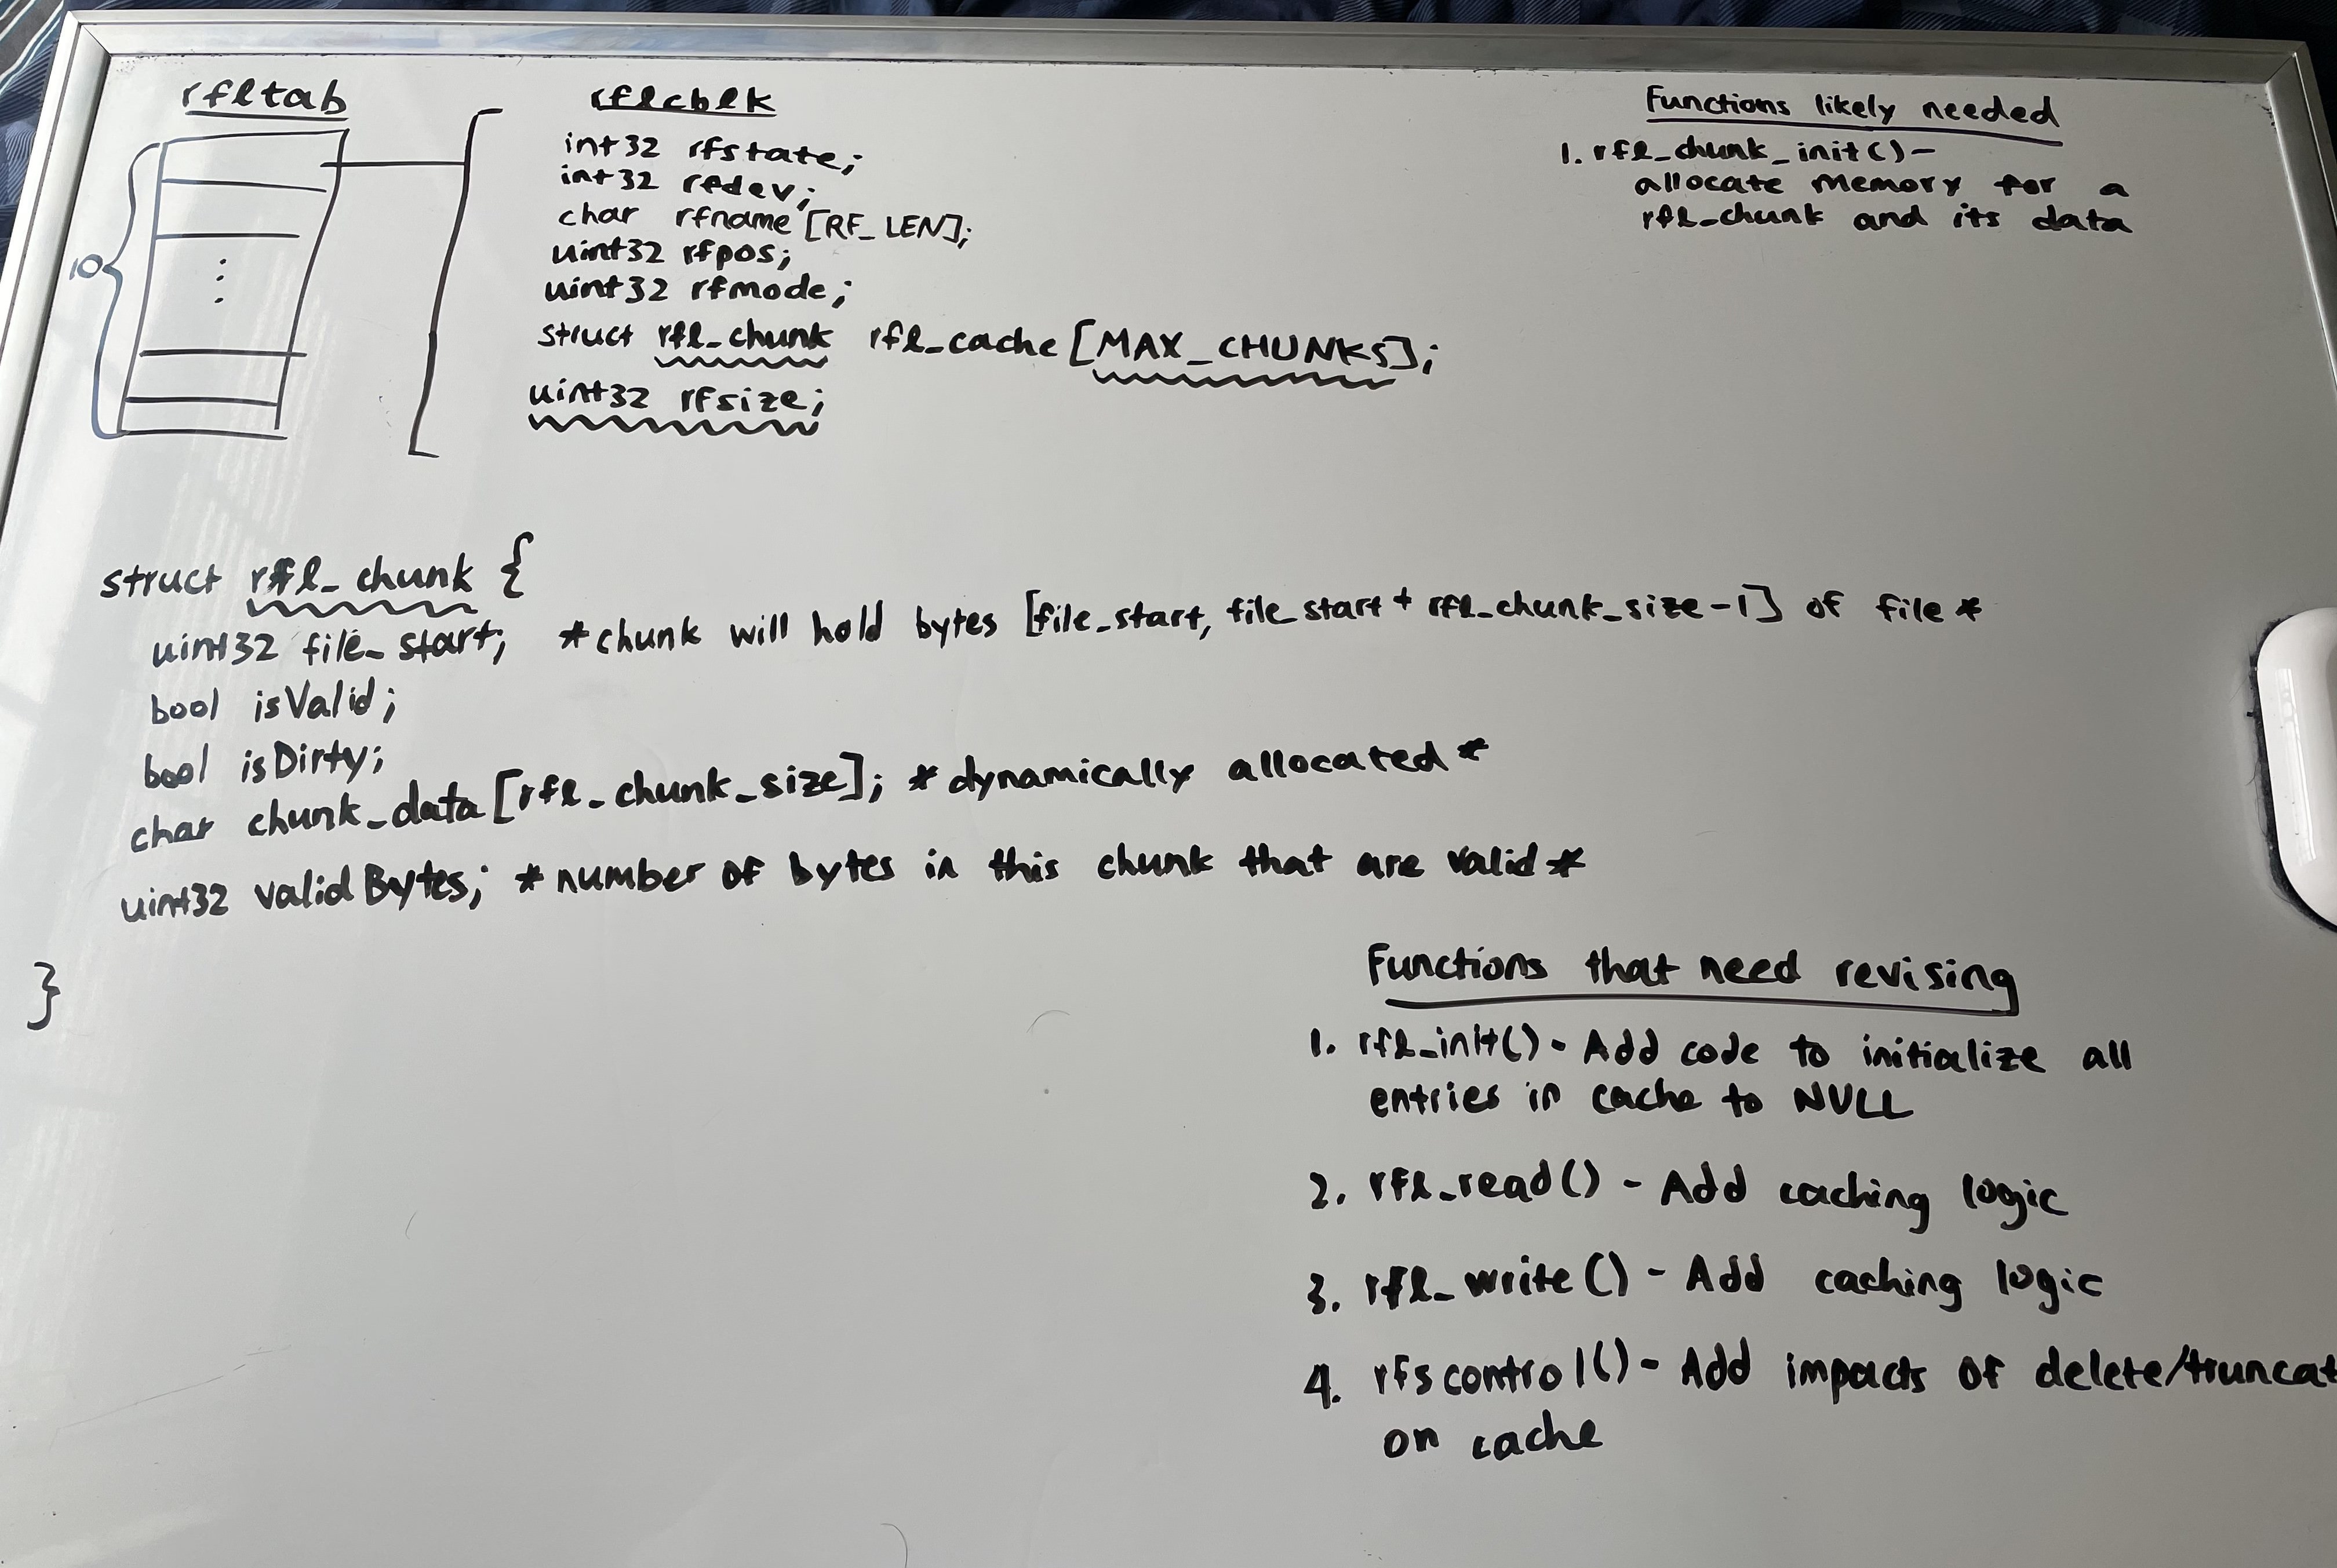 rfltab
10
rflcblk
int32 rfstate;
int32 rfdev;
char rfname[RF_LEN];
uint32 rfpos;
uint32 rfmode;
struct rfl_chunk rfl_cache[MAX_CHUNKS];
uint32 rfsize;
Functions likely needed
1. rfl_chunk_init() -
allocate memory for a
rfl_chunk and its data
struct rfl_chunk {
uint32 file_start; *chunk will hold bytes [file_start, file_start + rfl_chunk_size-1] of file*
bool isValid;
bool isDirty;
char chunk_data[rfl_chunk_size]; *dynamically allocated*
uint32 validBytes; *number of bytes in this chunk that are valid*
}
Functions that need revising
1. rfl_init() - Add code to initialize all
entries in cache to NULL
2. rfl_read() - Add caching logic
3. rfl_write() - Add caching logic
4. rfscontrol() - Add impacts of delete/truncat
on cache